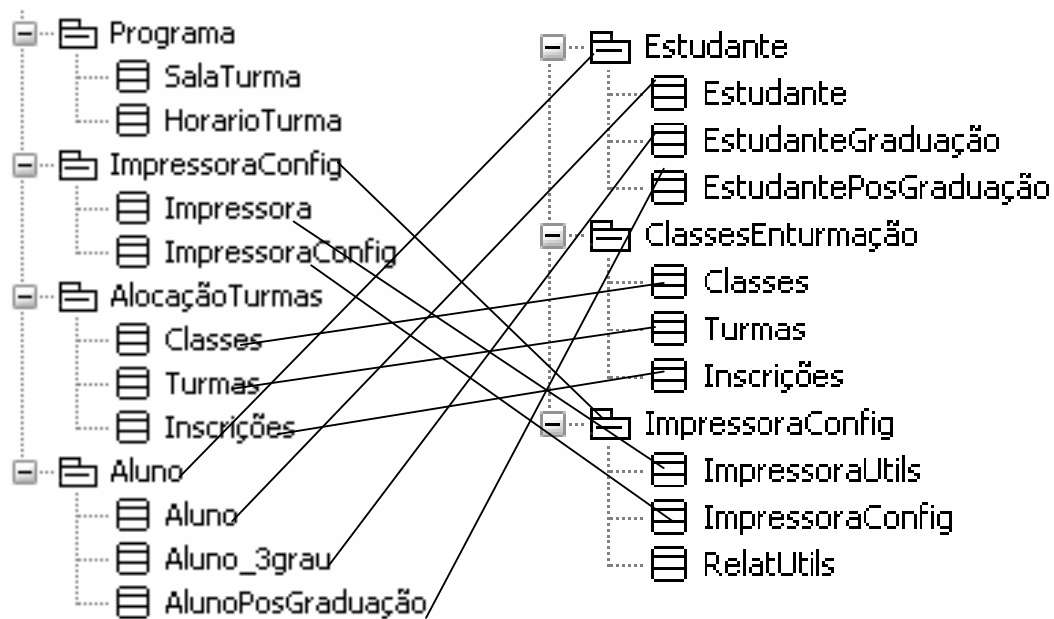 Programa
SalaTurma
HorarioTurma
ImpressoraConfig
Impressora
ImpressoraConfig
AlocaçãoTurmas
Classes
Turmas
Inscrições
Aluno
Aluno
Aluno_3grau
AlunoPosGraduação
Estudante
Estudante
EstudanteGraduação
EstudantePosGraduação
ClassesEnturmação
Classes
Turmas
Inscrições
ImpressoraConfig
ImpressoraUtils
ImpressoraConfig
RelatUtils